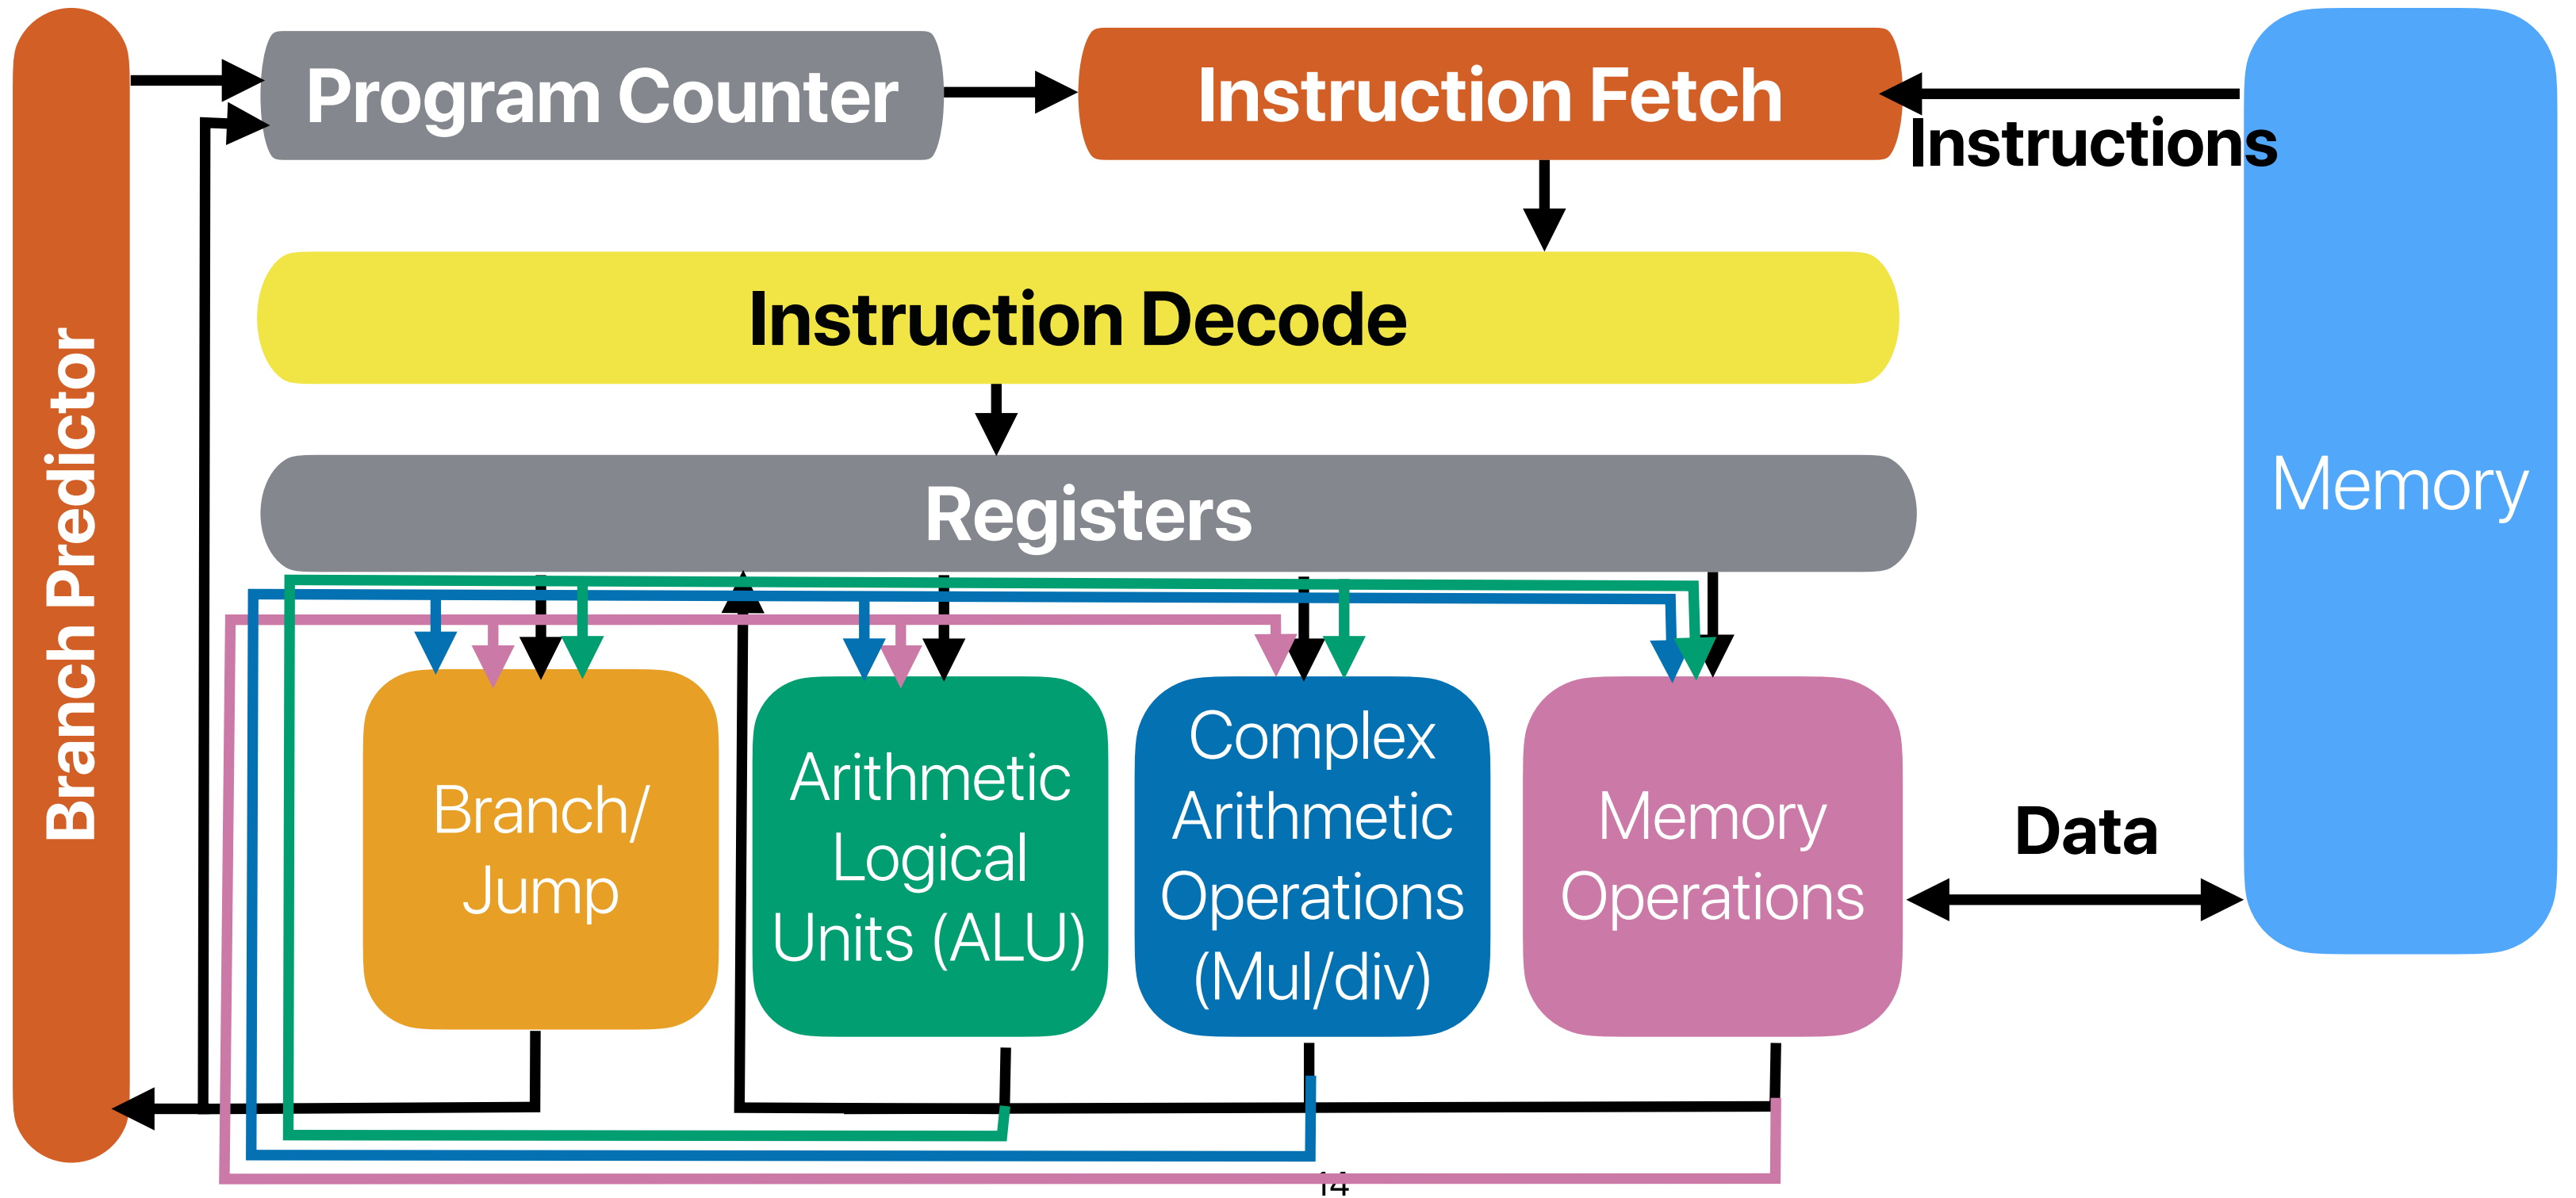 Program Counter
Instruction Fetch
Instructions
Instruction Decode
Branch Predictor
Registers
Memory
Branch/
Jump
Arithmetic
Logical
Units (ALU)
Complex
Arithmetic
Operations
(Mul/div)
Memory
Operations
Data
14